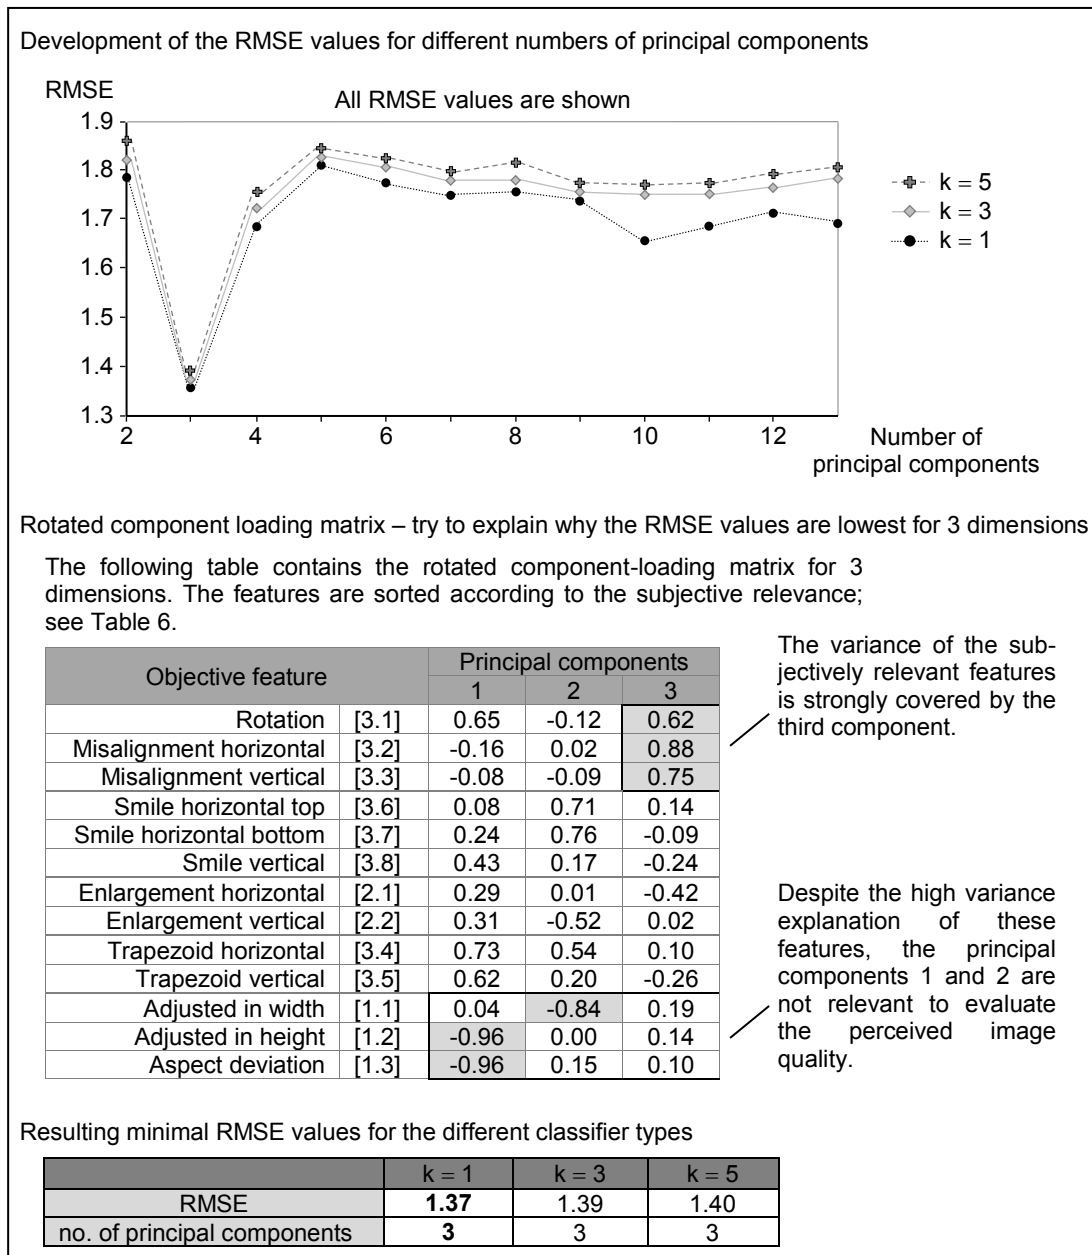 Development of the RMSE values for different numbers of principal components
RMSE
All RMSE values are shown
1.9
1.8
1.7
1.6
1.5
1.4
1.3
2
4
6
8
10
12
Number of
principal components
k = 5
k = 3
k = 1
Rotated component loading matrix – try to explain why the RMSE values are lowest for 3 dimensions
The following table contains the rotated component-loading matrix for 3
dimensions. The features are sorted according to the subjective relevance;
see Table 6.
Objective feature Principal components
1 2 3
Rotation [3.1] 0.65 -0.12 0.62
Misalignment horizontal [3.2] -0.16 0.02 0.88
Misalignment vertical [3.3] -0.08 -0.09 0.75
Smile horizontal top [3.6] 0.08 0.71 0.14
Smile horizontal bottom [3.7] 0.24 0.76 -0.09
Smile vertical [3.8] 0.43 0.17 -0.24
Enlargement horizontal [2.1] 0.29 0.01 -0.42
Enlargement vertical [2.2] 0.31 -0.52 0.02
Trapezoid horizontal [3.4] 0.73 0.54 0.10
Trapezoid vertical [3.5] 0.62 0.20 -0.26
Adjusted in width [1.1] 0.04 -0.84 0.19
Adjusted in height [1.2] -0.96 0.00 0.14
Aspect deviation [1.3] -0.96 0.15 0.10
The variance of the sub-
jectively relevant features
is strongly covered by the
third component.
Despite the high variance
explanation of these
features, the principal
components 1 and 2 are
not relevant to evaluate
the perceived image
quality.
Resulting minimal RMSE values for the different classifier types
k = 1 k = 3 k = 5
RMSE 1.37 1.39 1.40
no. of principal components 3 3 3